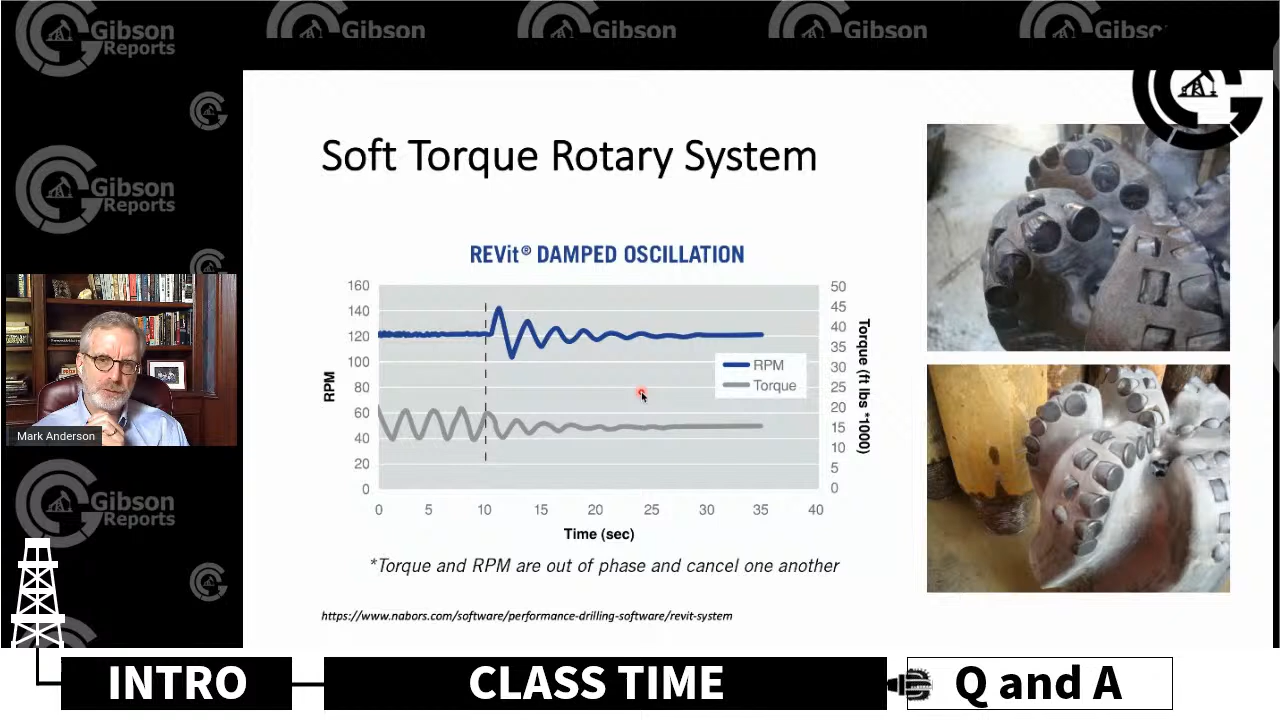 Gibson
Reports
Gibson
Gibson
Gibson
Gibson
Gibson
Reports
Gibson
Reports
Mark Anderson
Soft Torque Rotary System
REVit® DAMPED OSCILLATION
160
140
120
100
80
60
40
20
0
RPM
50
45
40
35
30
25
20
15
10
5
0
Torque (ft lbs *1000)
RPM
Torque
0 5 10 15 20 25 30 35 40
Time (sec)
*Torque and RPM are out of phase and cancel one another
https://www.nabors.com/software/performance-drilling-software/revit-system
INTRO
CLASS TIME
Q and A